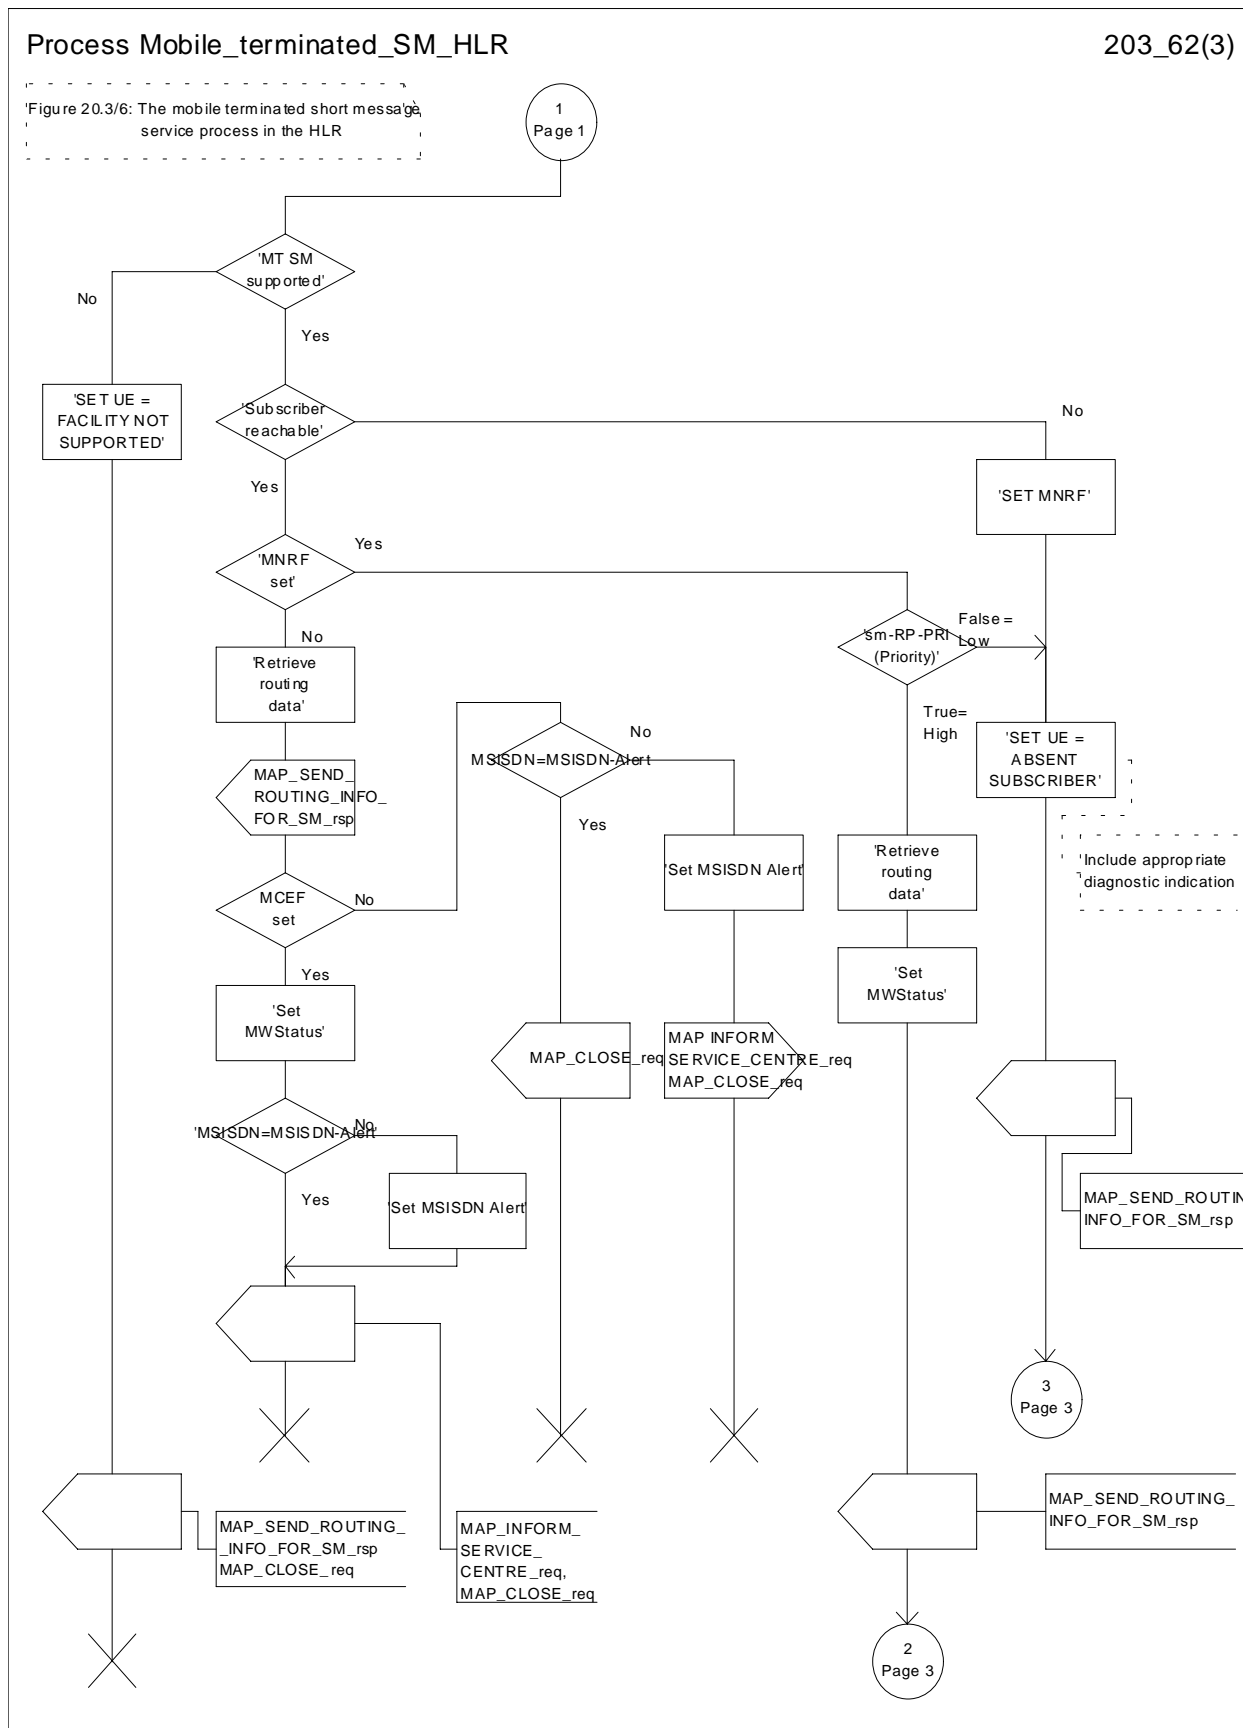 Process Mobile_terminated_SM_HLR
203_62(3)
'Figure 20.3/6: The mobile terminated short message
service process in the HLR
1
Page 1
'MT SM
supported'
No
Yes
'SET UE =
FACILITY NOT
SUPPORTED'
'Subscriber
reachable'
No
Yes
'SET MNRF'
'MNRF
set'
Yes
No
'sm-RP-PRI
(Priority)'
False =
Low
True=
High
'Retrieve
routing
data'
MSISDN=MSISDN-Alert
No
Yes
'SET UE =
ABSENT
SUBSCRIBER'
MAP_SEND_
ROUTING_INFO_
FOR_SM_rsp
'Set MSISDN Alert'
'Retrieve
routing
data'
'Include appropriate
diagnostic indication
MCEF
set
No
Yes
'Set
MWStatus'
'Set
MWStatus'
MAP_CLOSE_req
MAP INFORM
SERVICE_CENTRE_req
MAP_CLOSE_req
'MSISDN=MSISDN-Alert'
No
Yes
'Set MSISDN Alert'
MAP_SEND_ROUTIN
INFO_FOR_SM_rsp
3
Page 3
MAP_SEND_ROUTING_
_INFO_FOR_SM_rsp
MAP_CLOSE_req
MAP_INFORM_
SERVICE_
CENTRE_req,
MAP_CLOSE_req
MAP_SEND_ROUTING_
INFO_FOR_SM_rsp
2
Page 3